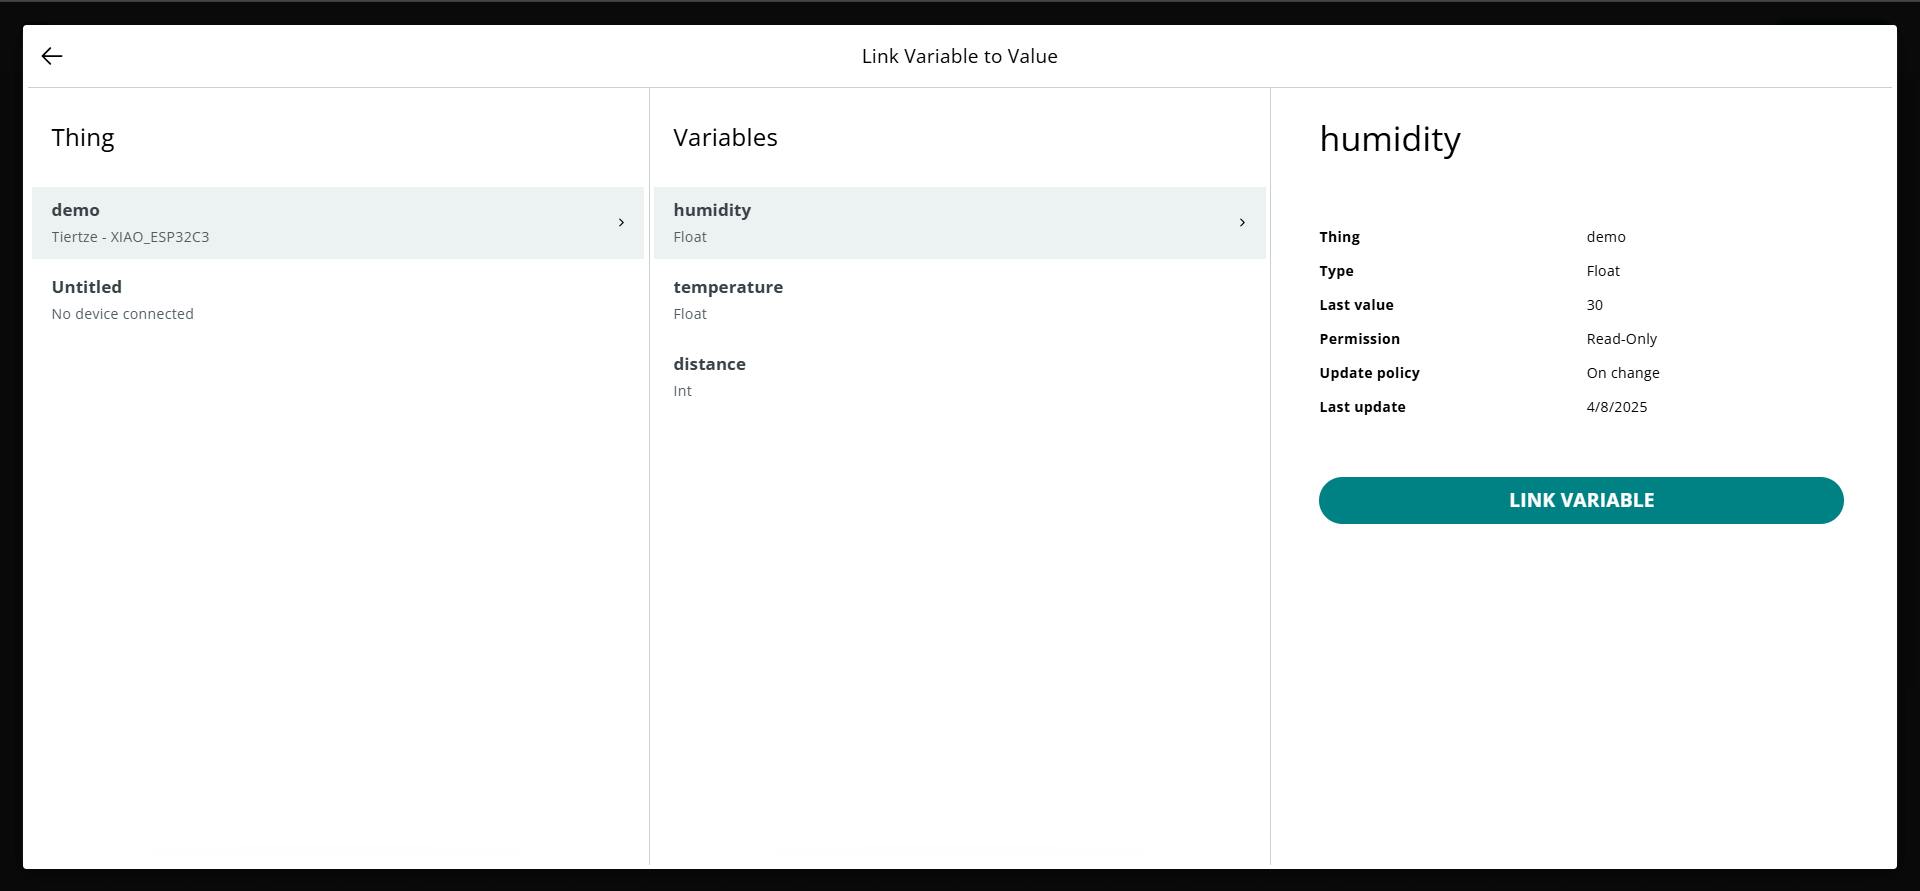 Link Variable to Value
Thing
demo
Tiertze - XIAO_ESP32C3
Untitled
No device connected
Variables
humidity
Float
temperature
Float
distance
Int
humidity
Thing demo
Type Float
Last value 30
Permission Read-Only
Update policy On change
Last update 4/8/2025
LINK VARIABLE